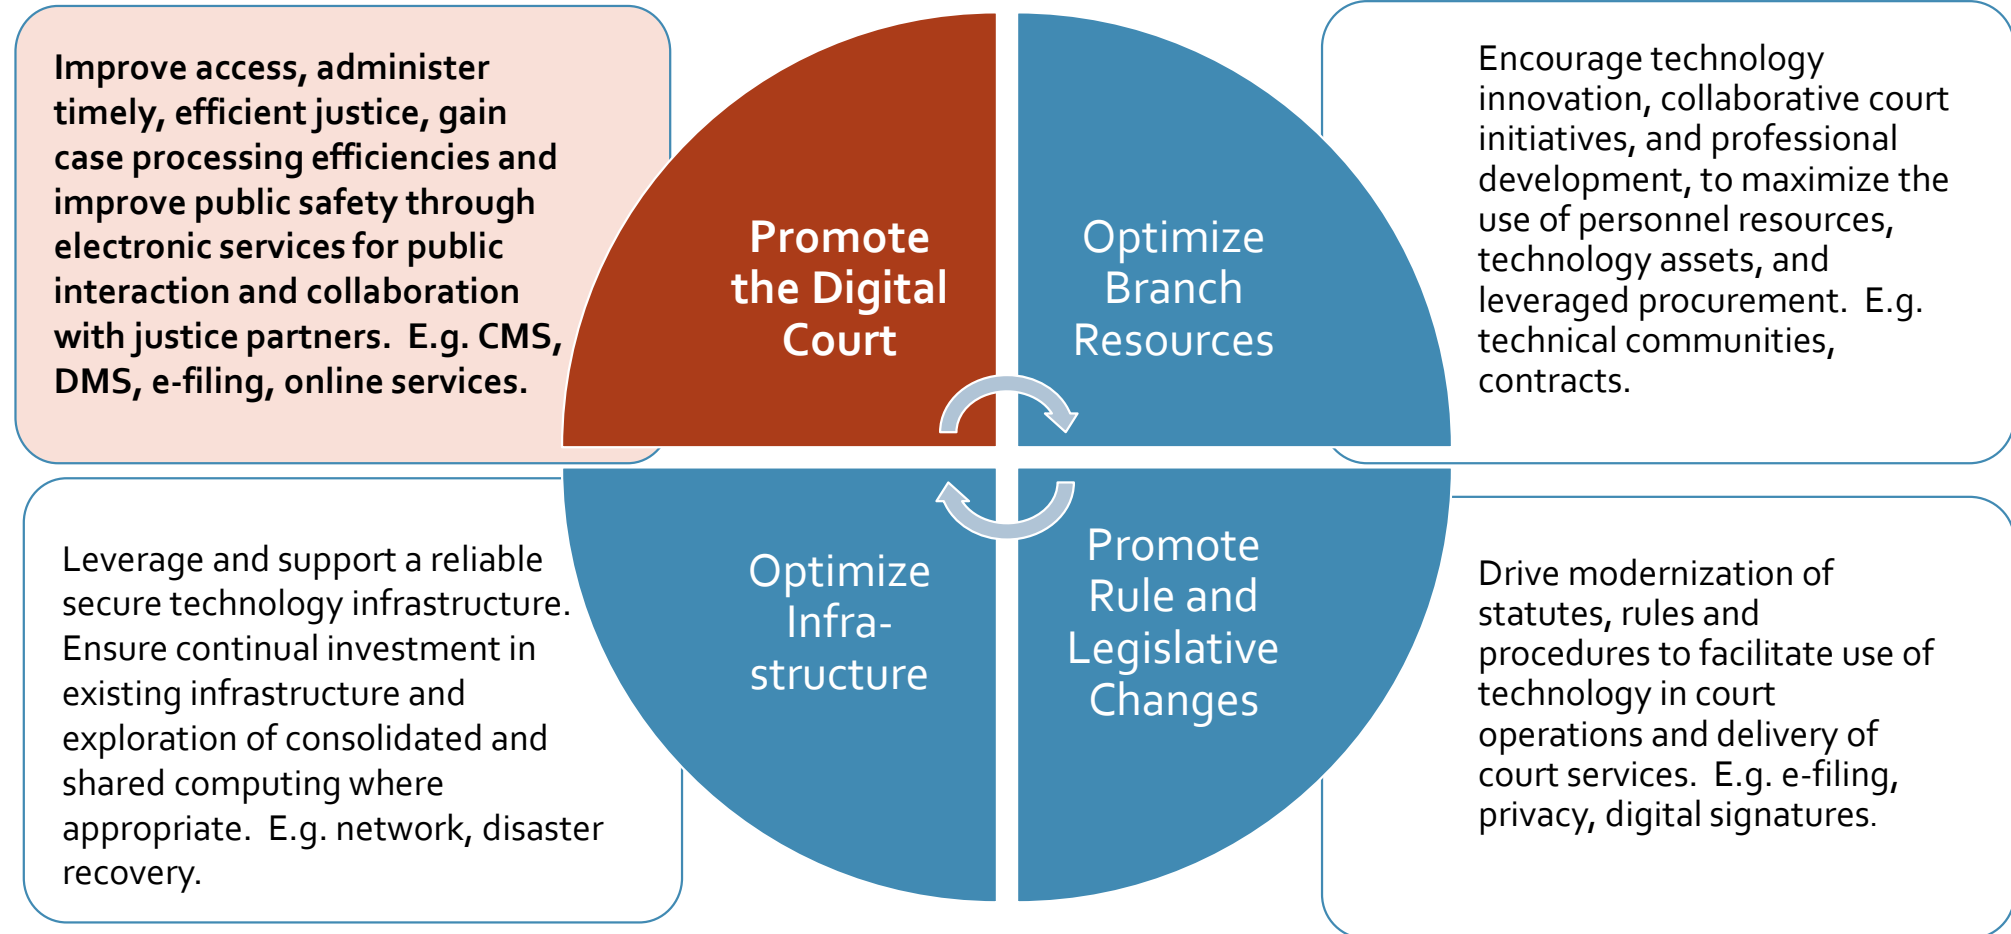 Improve access, administer
timely, efficient justice, gain
case processing efficiencies and
improve public safety through
electronic services for public
interaction and collaboration
with justice partners.  E.g. CMS,
DMS, e-filing, online services.
Promote
the Digital
Court
Optimize
Branch
Resources
Encourage technology
innovation, collaborative court
initiatives, and professional
development, to maximize the
use of personnel resources,
technology assets, and
leveraged procurement.  E.g.
technical communities,
contracts.
Leverage and support a reliable
secure technology infrastructure.
Ensure continual investment in
existing infrastructure and
exploration of consolidated and
shared computing where
appropriate.  E.g. network, disaster
recovery.
Optimize
Infra-
structure
Promote
Rule and
Legislative
Changes
Drive modernization of
statutes, rules and
procedures to facilitate use of
technology in court
operations and delivery of
court services.  E.g. e-filing,
privacy, digital signatures.